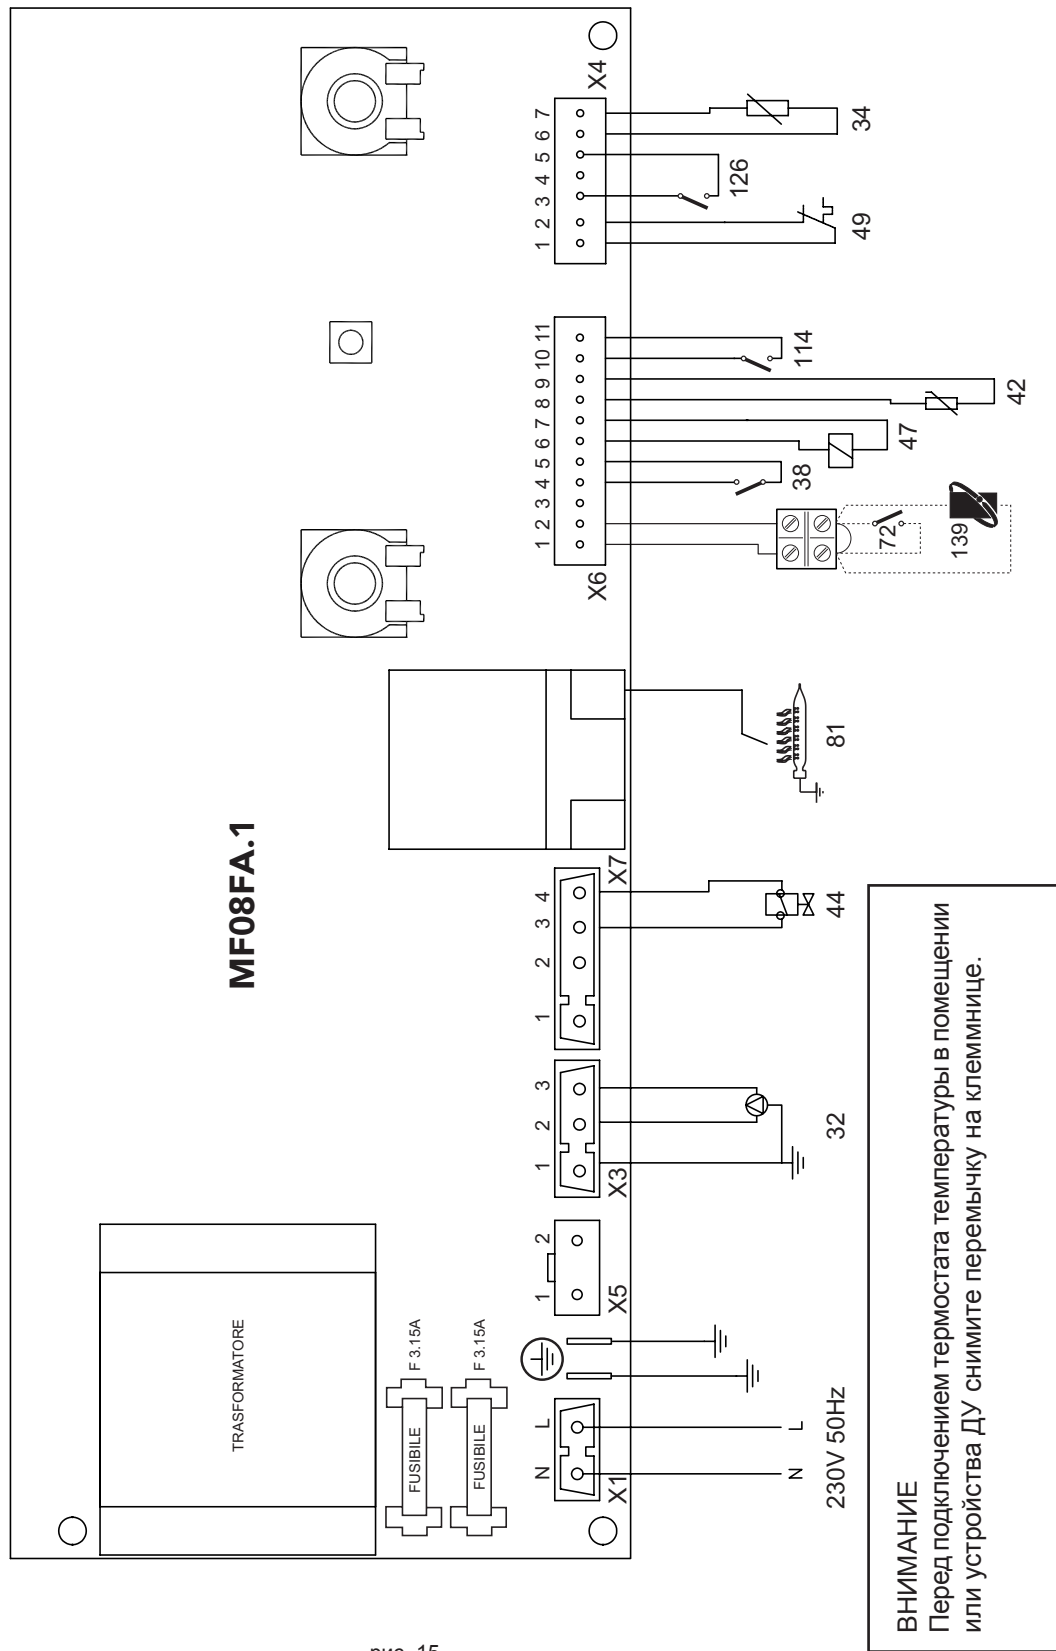 MF08FA.1
TRASFORMATORE
FUSIBILE
F 3.15A
FUSIBILE
F 3.15A
N L
X1
1 2
X5
1 2 3
X3
1 2 3 4
X7
1 2 3 4 5 6 7 8 9 10 11
X6
1 2 3 4 5 6 7
X4
N L
230V 50Hz
32
44
81
72
139
38
47
42
114
49
126
34
ВНИМАНИЕ
Перед подключением термостата температуры в помещении
или устройства ДУ снимите перемычку на клеммнице.